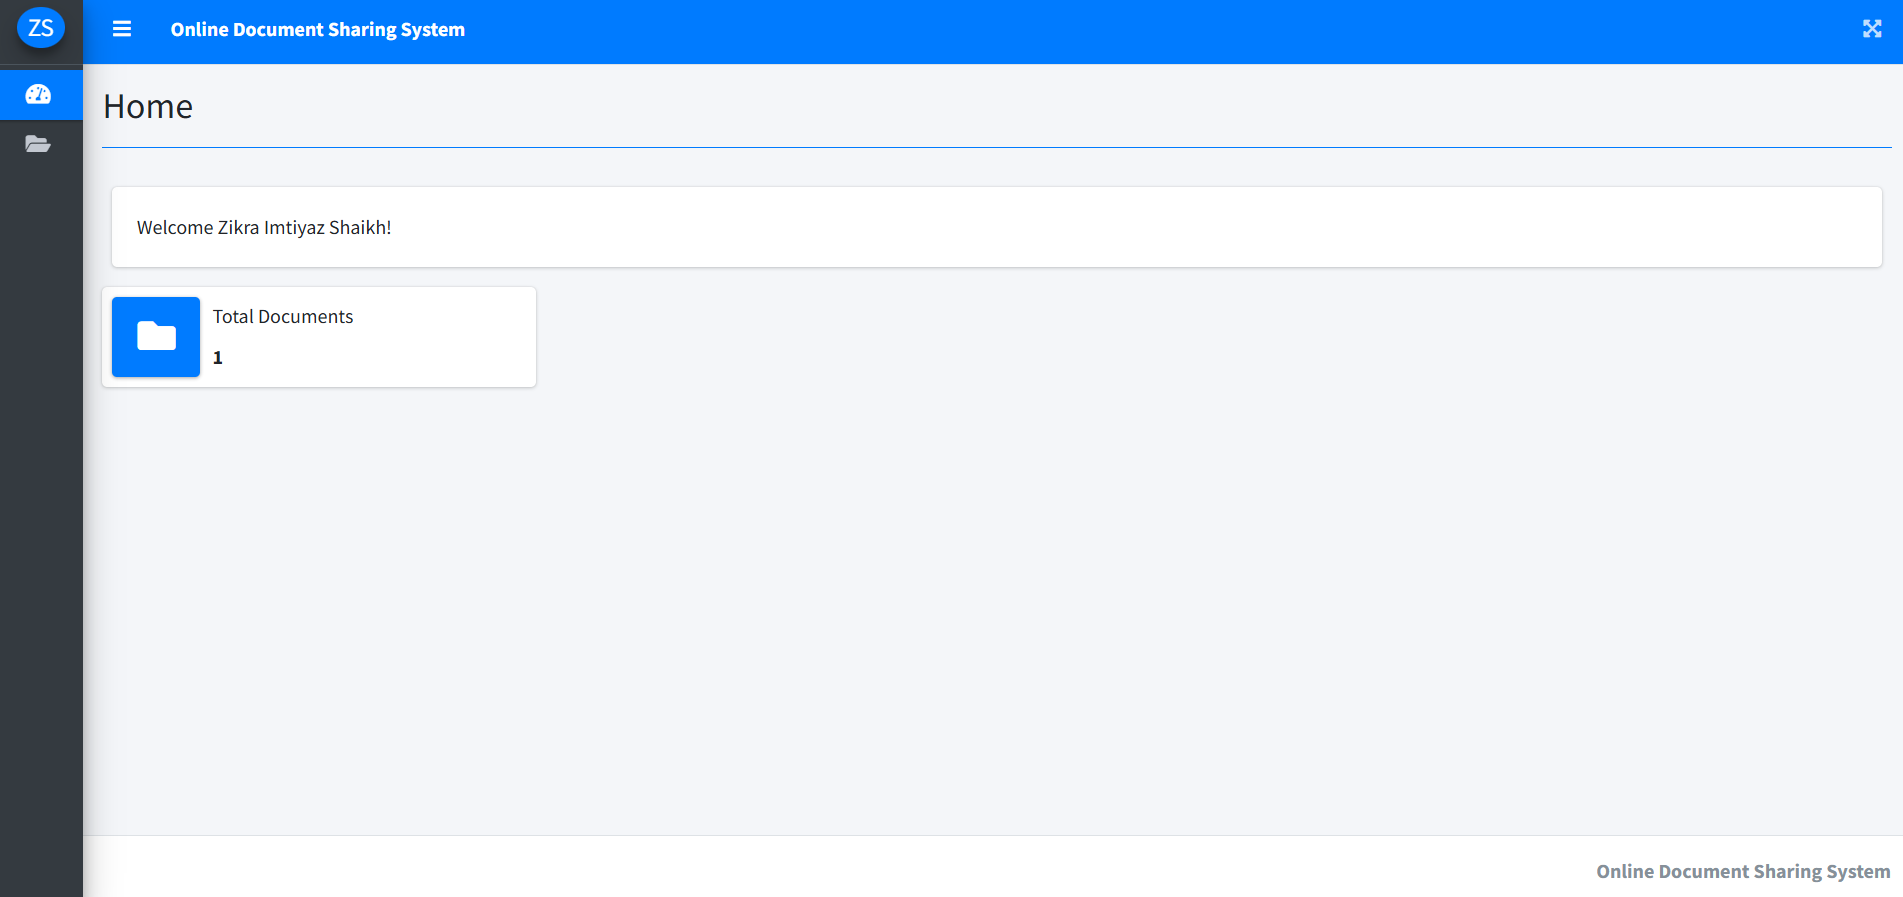 ZS
Online Document Sharing System
Home
Welcome Zikra Imtiyaz Shaikh!
Total Documents
1
Online Document Sharing System